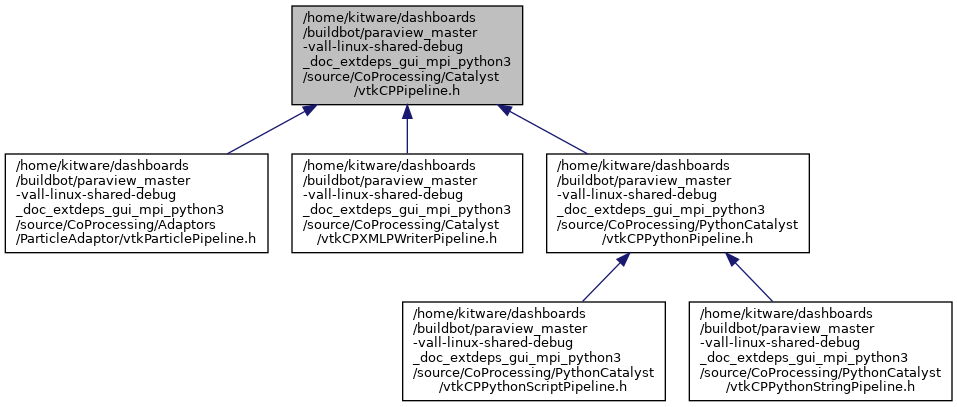 /home/kitware/dashboards
/buildbot/paraview_master
-vall-linux-shared-debug
_doc_extdeps_gui_mpi_python3
/source/CoProcessing/Catalyst
/vtkCPPipeline.h
/home/kitware/dashboards
/buildbot/paraview_master
-vall-linux-shared-debug
_doc_extdeps_gui_mpi_python3
/source/CoProcessing/Adaptors
/ParticleAdaptor/vtkParticlePipeline.h
/home/kitware/dashboards
/buildbot/paraview_master
-vall-linux-shared-debug
_doc_extdeps_gui_mpi_python3
/source/CoProcessing/Catalyst
/vtkCPXMLPWriterPipeline.h
/home/kitware/dashboards
/buildbot/paraview_master
-vall-linux-shared-debug
_doc_extdeps_gui_mpi_python3
/source/CoProcessing/PythonCatalyst
/vtkCPPythonPipeline.h
/home/kitware/dashboards
/buildbot/paraview_master
-vall-linux-shared-debug
_doc_extdeps_gui_mpi_python3
/source/CoProcessing/PythonCatalyst
/vtkCPPythonScriptPipeline.h
/home/kitware/dashboards
/buildbot/paraview_master
-vall-linux-shared-debug
_doc_extdeps_gui_mpi_python3
/source/CoProcessing/PythonCatalyst
/vtkCPPythonStringPipeline.h